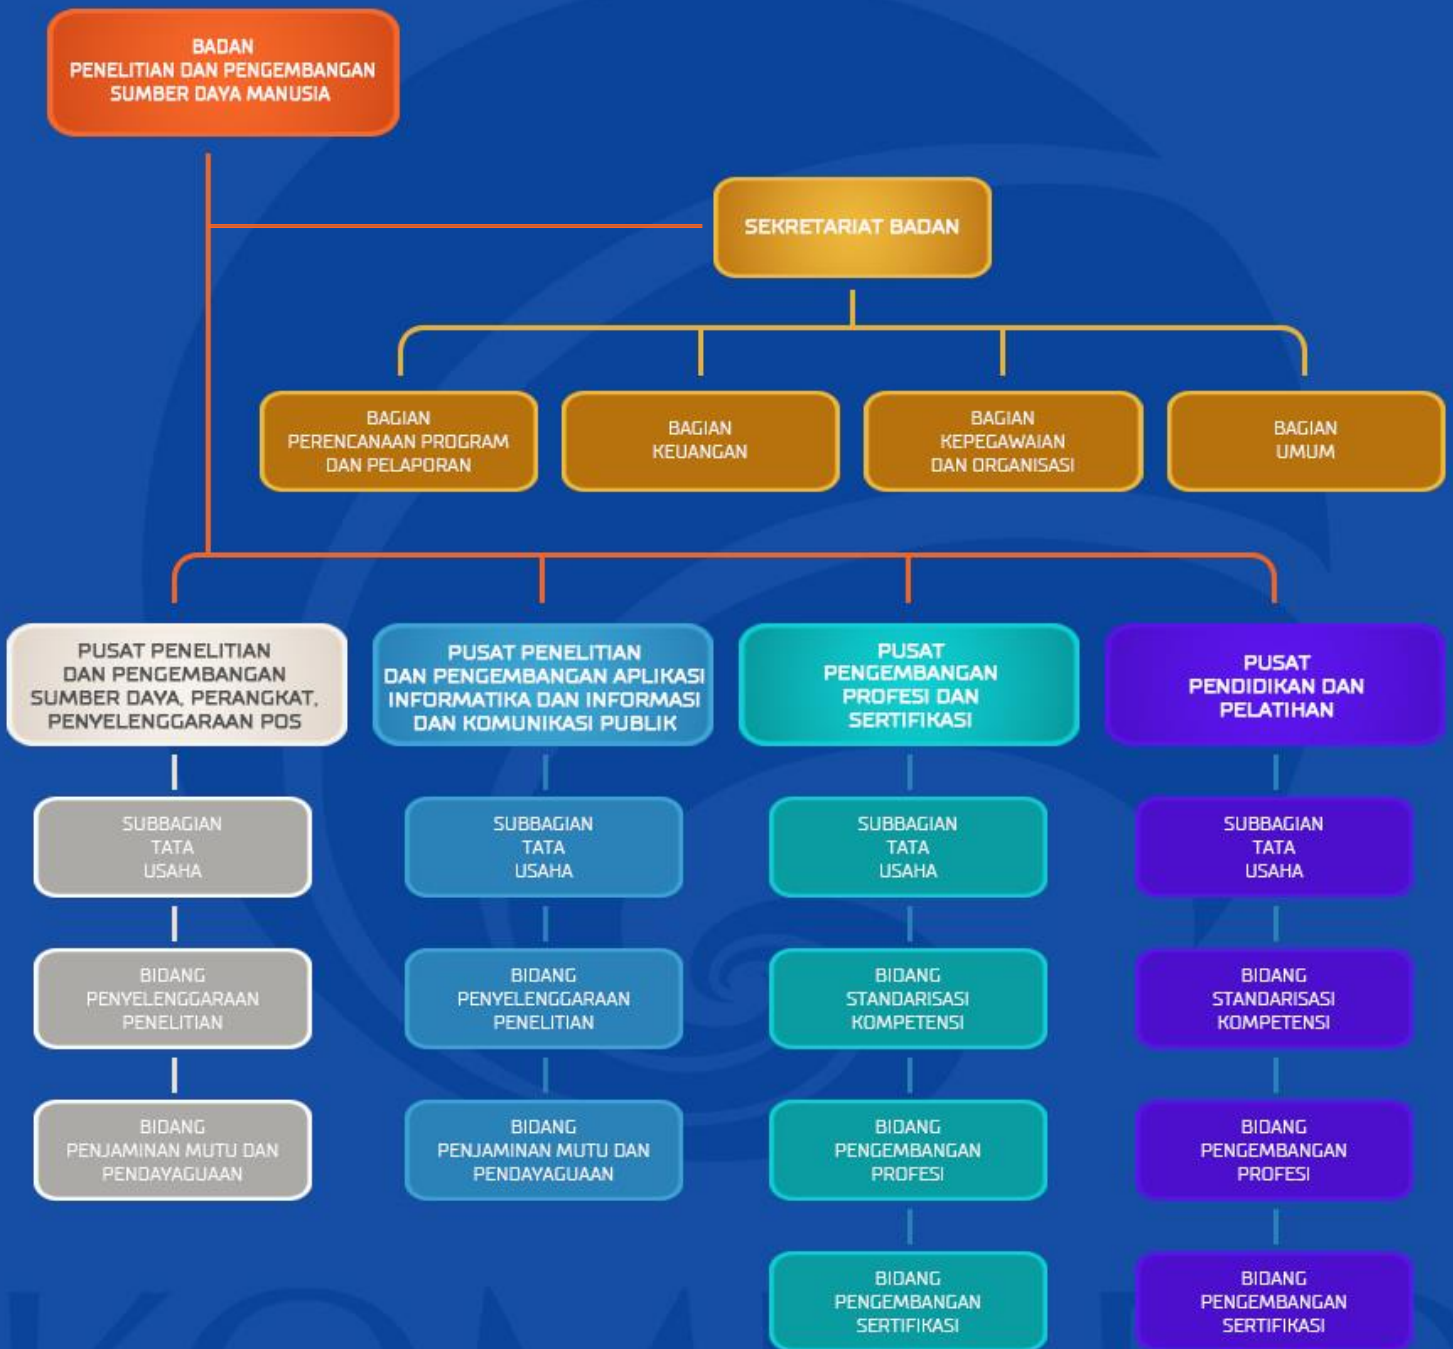 BADAN
PENELITIAN DAN PENGEMBANGAN
SUMBER DAYA MANUSIA
SEKRETARIAT BADAN
BAGIAN
PERENCANAAN PROGRAM
DAN PELAPORAN
BAGIAN
KEUANGAN
BAGIAN
KEPEGAWAIAN
DAN ORGANISASI
BAGIAN
UMUM
PUSAT PENELITIAN
DAN PENGEMBANGAN
SUMBER DAYA, PERANGKAT,
PENYELENGGARAAN POS
PUSAT PENELITIAN
DAN PENGEMBANGAN APLIKASI
INFORMATIKA DAN INFORMASI
DAN KOMUNIKASI PUBLIK
PUSAT
PENGEMBANGAN
PROFESI DAN
SERTIFIKASI
PUSAT
PENDIDIKAN DAN
PELATIHAN
SUBBAGIAN
TATA
USAHA
SUBBAGIAN
TATA
USAHA
SUBBAGIAN
TATA
USAHA
SUBBAGIAN
TATA
USAHA
BIDANG
PENYELENGGARAAN
PENELITIAN
BIDANG
PENYELENGGARAAN
PENELITIAN
BIDANG
STANDARISASI
KOMPETENSI
BIDANG
STANDARISASI
KOMPETENSI
BIDANG
PENJAMINAN MUTU DAN
PENDAYAGUAAN
BIDANG
PENJAMINAN MUTU DAN
PENDAYAGUAAN
BIDANG
PENGEMBANGAN
PROFESI
BIDANG
PENGEMBANGAN
PROFESI
BIDANG
PENGEMBANGAN
SERTIFIKASI
BIDANG
PENGEMBANGAN
SERTIFIKASI